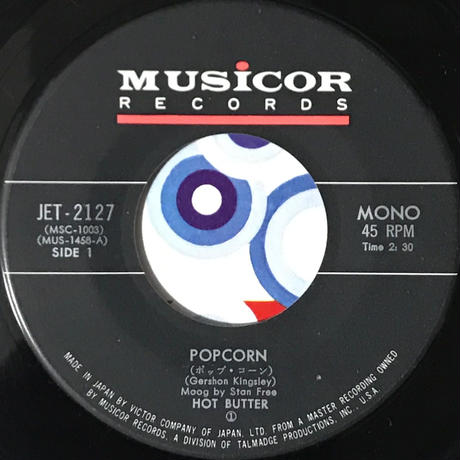 MUSICOR
RECORDS
JET-2127
(MSC-1003)
(MUS-1458-A)
SIDE 1
MONO
45 RPM
Time 2:30
POPCORN
(ポップ・コーン)
(Gershon Kingsley)
Moog by Stan Free
HOT BUTTER
①
MADE IN JAPAN BY VICTOR COMPANY OF JAPAN, LTD. FROM A MASTER RECORDING OWNED
BY MUSICOR RECORDS, A DIVISION OF TALMADGE PRODUCTIONS, INC., U.S.A.